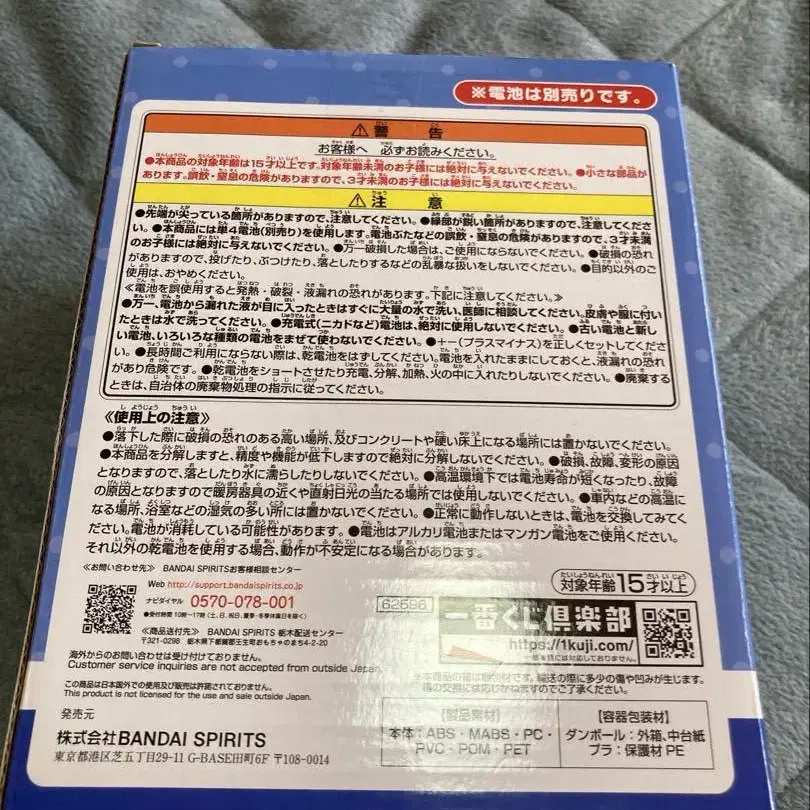 ※電池は別売りです。
⚠警告
お客様へ 必ずお読みください。
●本商品の対象年齢は15才以上です。対象年齢未満のお子様には絶対に与えないでください。●小さな部品が
あります。誤飲・窒息の危険がありますので、3才未満のお子様には絶対に与えないでください。
⚠注意
●先端が尖っている箇所がありますので、注意してください。●縁部が鋭い箇所がありますので、注意してくださ
い。●本商品には単4電池(別売り)を使用します。電池ぶたなどの誤飲・窒息の危険がありますので、3才未満
のお子様には絶対に与えないでください。●万一破損した場合は、ご使用にならないでください。●破損の恐れ
がありますので、投げたり、ぶつけたり、落としたりするなどの乱暴な扱いをしないでください。●目的以外のご
使用は、おやめください。
《電池を誤使用すると発熱・破裂・液漏れの恐れがあります。下記に注意してください。》
●万一、電池から漏れた液が目に入ったときはすぐに大量の水で洗い、医師に相談してください。皮膚や服に付い
たときは水で洗ってください。●充電式(ニカドなど)電池は、絶対に使用しないでください。●古い電池と新し
い電池、いろいろな種類の電池をまぜて使わないでください。●+-(プラスマイナス)を正しくセットしてくださ
い。●長時間ご利用にならない際は、乾電池をはずしてください。電池を入れたままにしておくと、液漏れの恐れ
があり危険です。●乾電池をショートさせたり充電、分解、加熱、火の中に入れたりしないでください。●廃棄する
ときは、自治体の廃棄物処理の指示に従ってください。
《使用上の注意》
●落下した際に破損の恐れのある高い場所、及びコンクリートや硬い床上になる場所には置かないでください。
●本商品を分解しますと、精度や機能が低下しますので絶対に分解しないでください。●破損、故障、変形の原因
となりますので、落としたり水に濡らしたりしないでください。●高温環境下では電池寿命が短くなったり、故障
の原因となりますので暖房器具の近くや直射日光の当たる場所では使用しないでください。●車内などの高温に
なる場所、浴室などの湿気の多い所には置かないでください。●正常に動作しないときは、電池を交換してみてく
ださい。電池が消耗している可能性があります。●電池はアルカリ電池またはマンガン電池をご使用ください。
それ以外の乾電池を使用する場合、動作が不安定になる場合があります。
《お問い合わせ先》 BANDAI SPIRITSお客様相談センター
Web http://support.bandaispirits.co.jp
ナビダイヤル 0570-078-001
●受付時間 10時〜17時(土、日、祝日、夏季・冬季休業日を除く)
《商品送付先》 BANDAI SPIRITS 栃木配送センター
〒321-0298 栃木県下都賀郡壬生町おもちゃのまち4-2-20
対象年齢15才以上
62596
一番くじ倶楽部
https://1kuji.com/
海外からのお問い合わせは受け付けておりません。
Customer service inquiries are not accepted from outside Japan.
この商品は日本国外での使用及び販売は許諾されておりません。
This product is not licensed for the use and sale outside Japan.
発売元
株式会社BANDAI SPIRITS
東京都港区芝五丁目29-11 G-BASE田町6F 〒108-0014
【製品素材】
本体:ABS・MABS・PC・
PVC・POM・PET
【容器包装材】
ダンボール:外箱、中台紙
プラ:保護材 PE